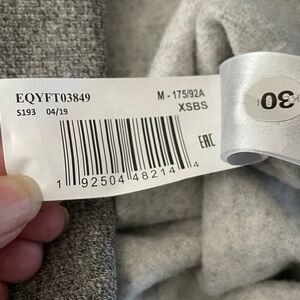 EQYFT03849
M - 175/92A
XSBS
S193 04/19
EAC
1 92504 48214 4
30